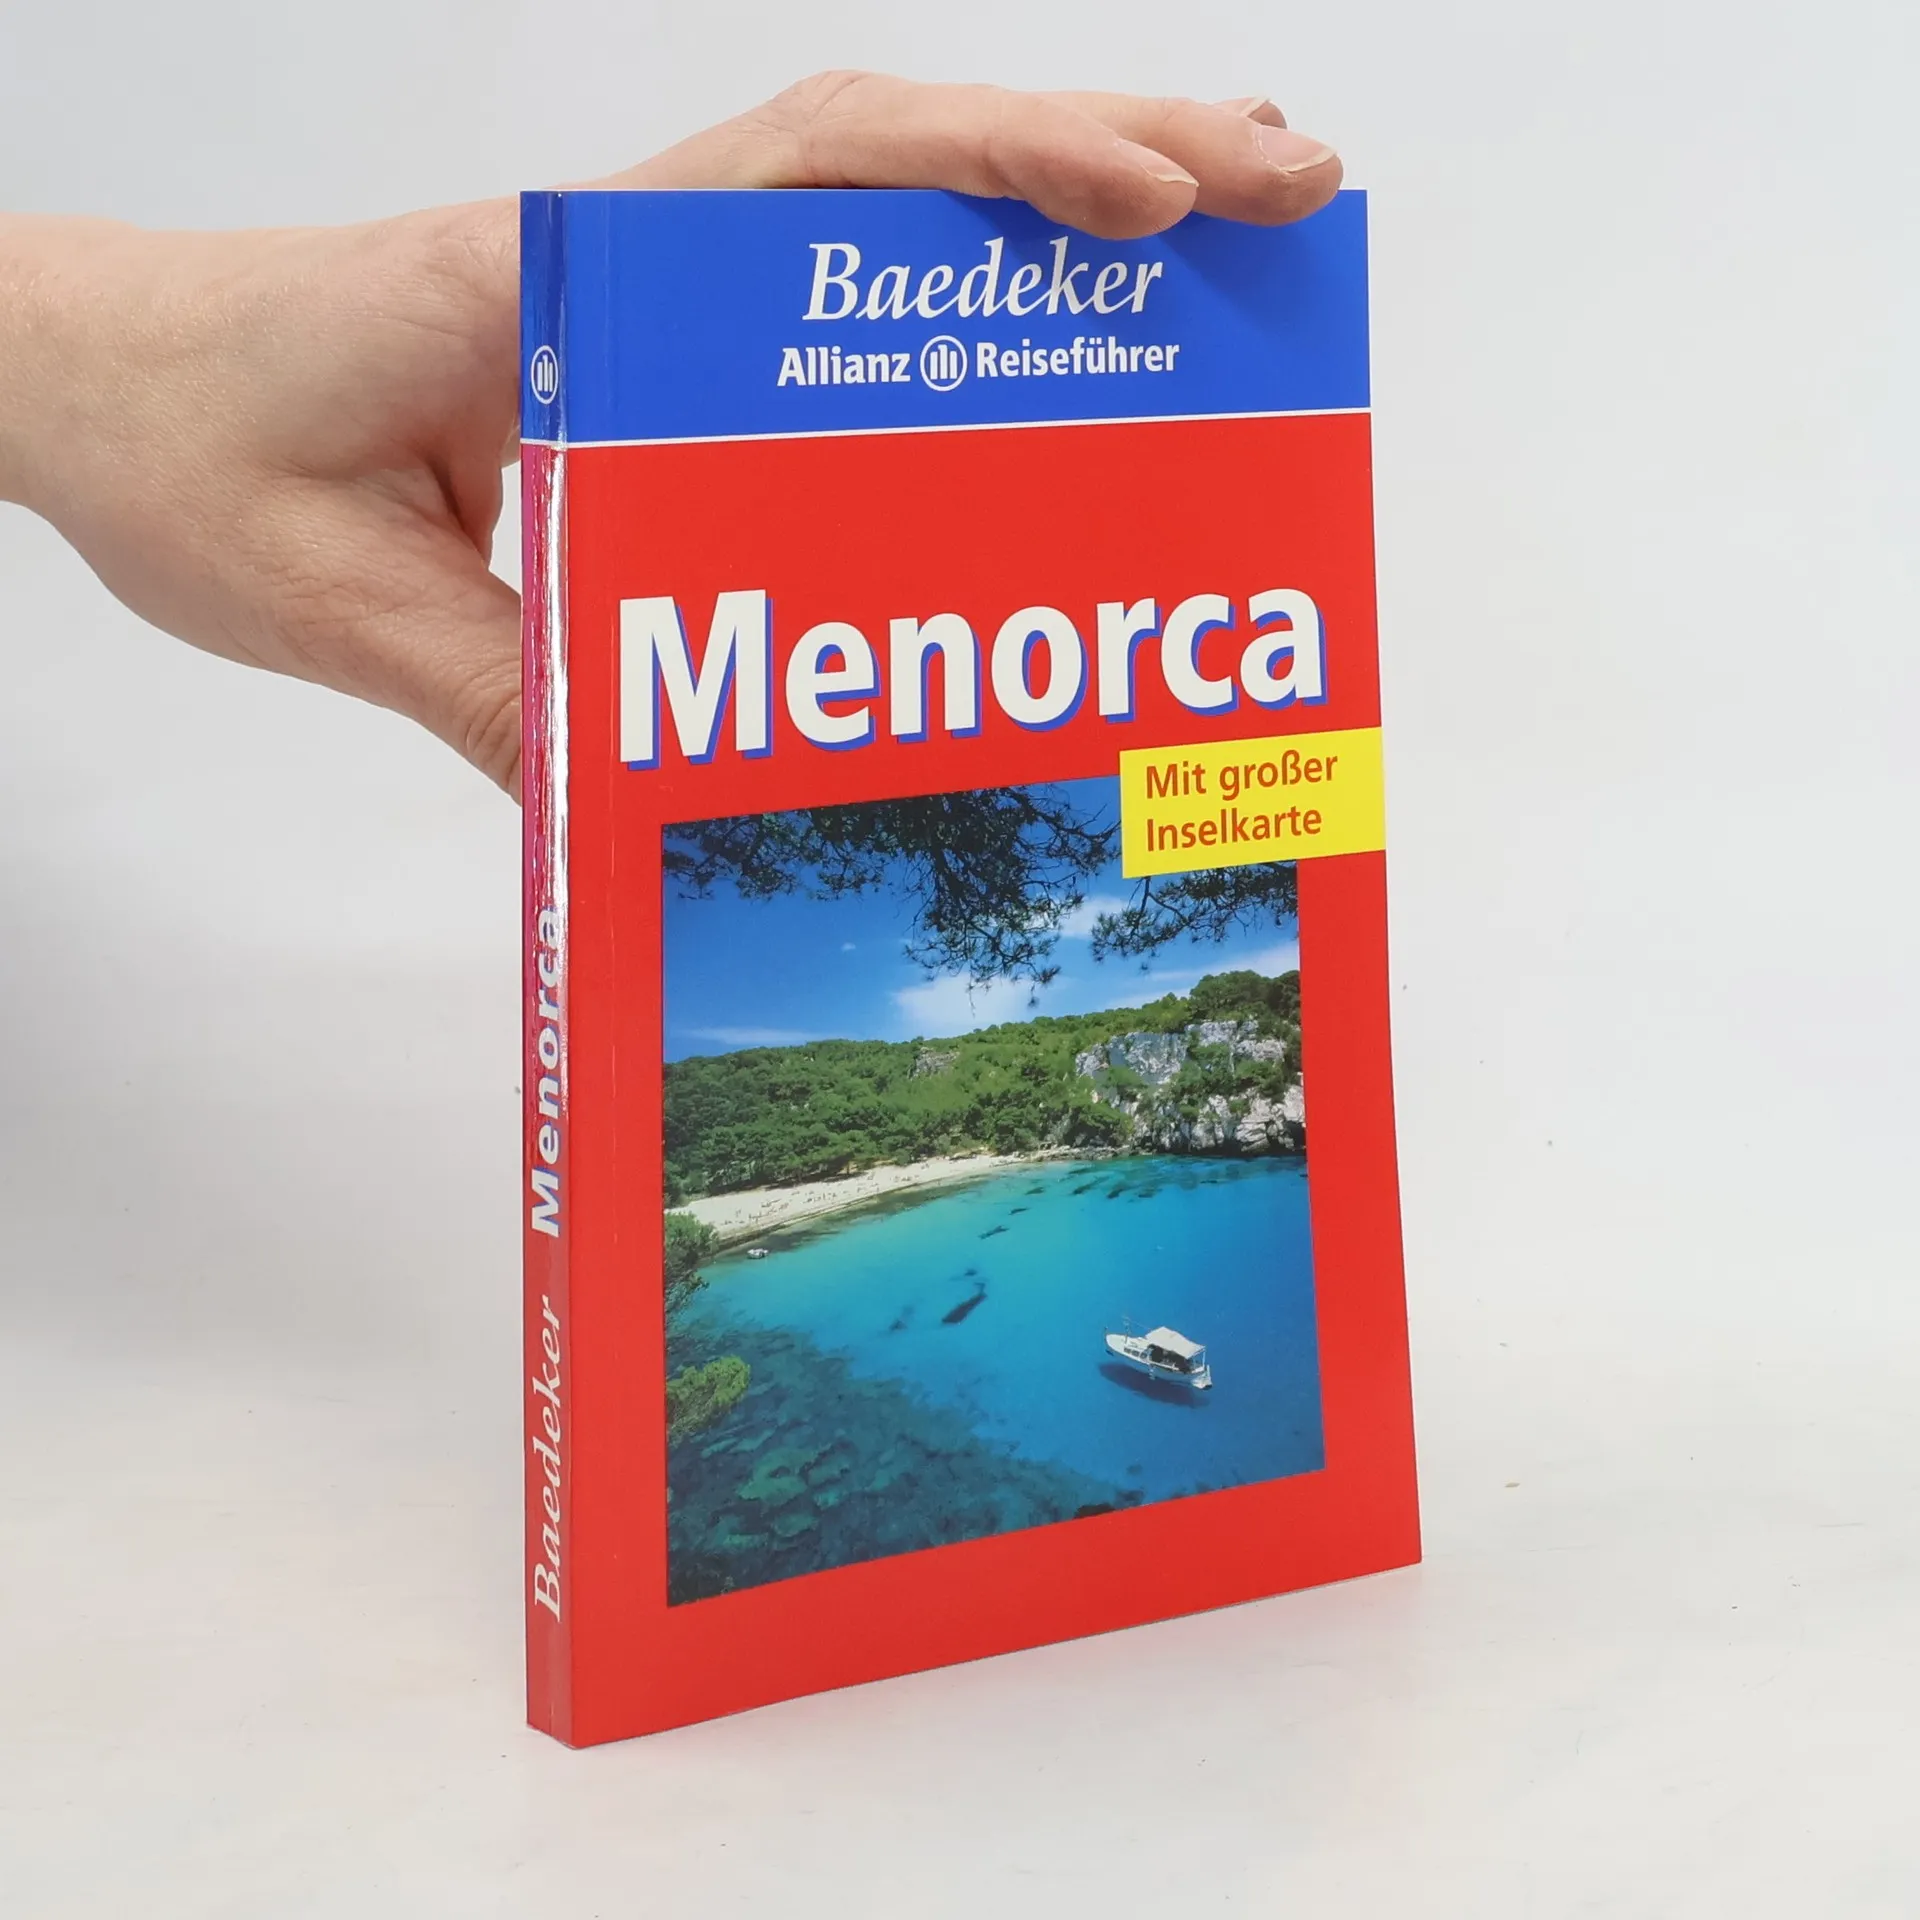 Baedeker
Allianz Reiseführer
Menorca
Mit großer
Inselkarte
Baedeker Menorca